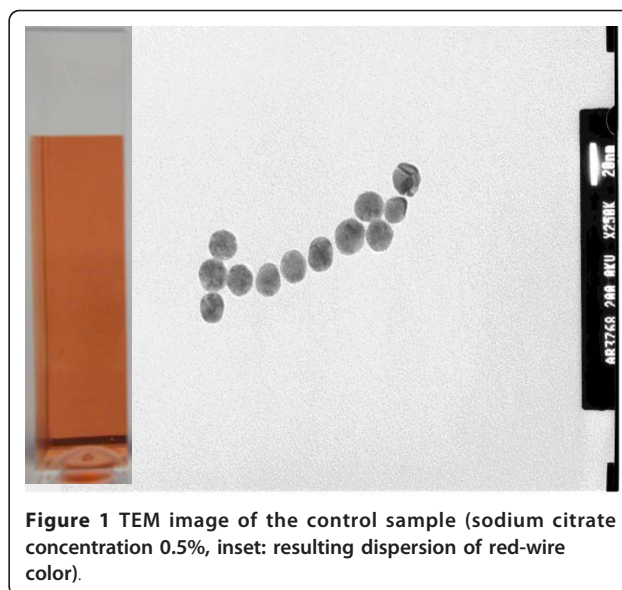 AR3768 200 AKU X250K 20nm
Figure 1 TEM image of the control sample (sodium citrate
concentration 0.5%, inset: resulting dispersion of red-wire
color).